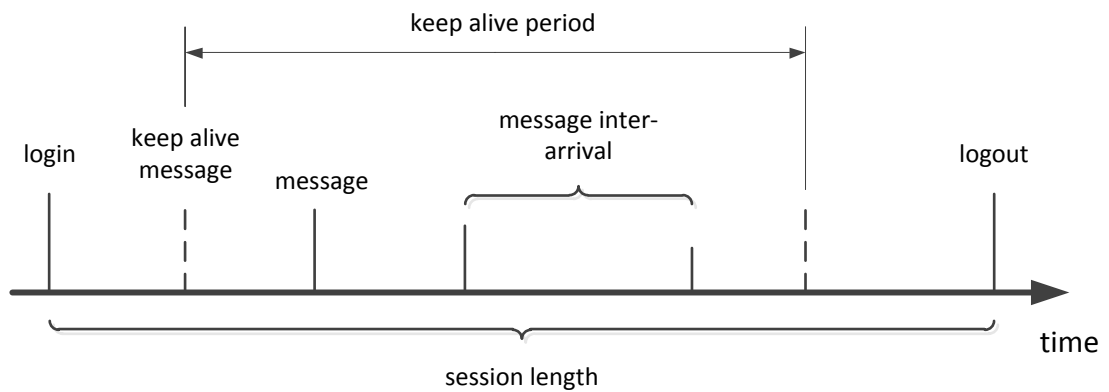 keep alive period
login
keep alive
message
message
message inter-
arrival
logout
time
session length